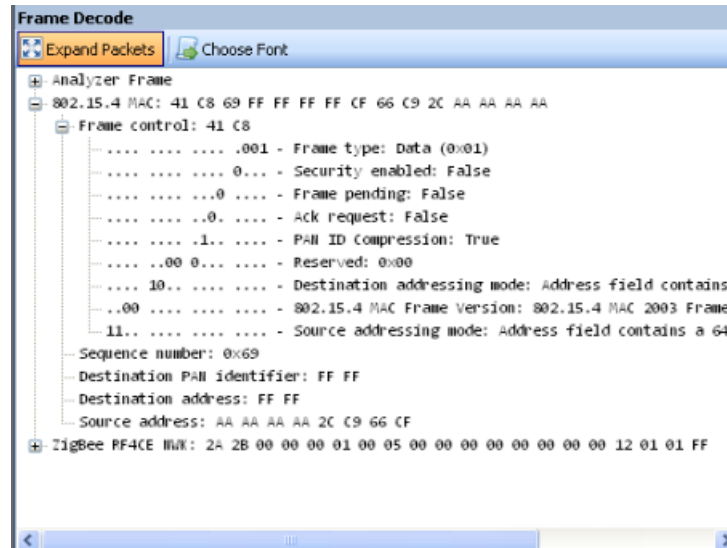 Frame Decode
Expand Packets Choose Font
Analyzer Frame
802.15.4 MAC: 41 C8 69 FF FF FF FF CF 66 C9 2C AA AA AA AA
Frame control: 41 C8
.... .... .... .001 - Frame type: Data (0x01)
.... .... .... 0... - Security enabled: False
.... .... ...0 .... - Frame pending: False
.... .... ..0. .... - Ack request: False
.... .... .1.. .... - PAN ID Compression: True
.... ..00 0... .... - Reserved: 0x00
.... 10.. .... .... - Destination addressing mode: Address field contains
..00 .... .... .... - 802.15.4 MAC Frame Version: 802.15.4 MAC 2003 Frame
11.. .... .... .... - Source addressing mode: Address field contains a 64
Sequence number: 0x69
Destination PAN identifier: FF FF
Destination address: FF FF
Source address: AA AA AA AA 2C C9 66 CF
ZigBee RF4CE NWK: 2A 2B 00 00 00 01 00 05 00 00 00 00 00 00 00 12 01 01 FF